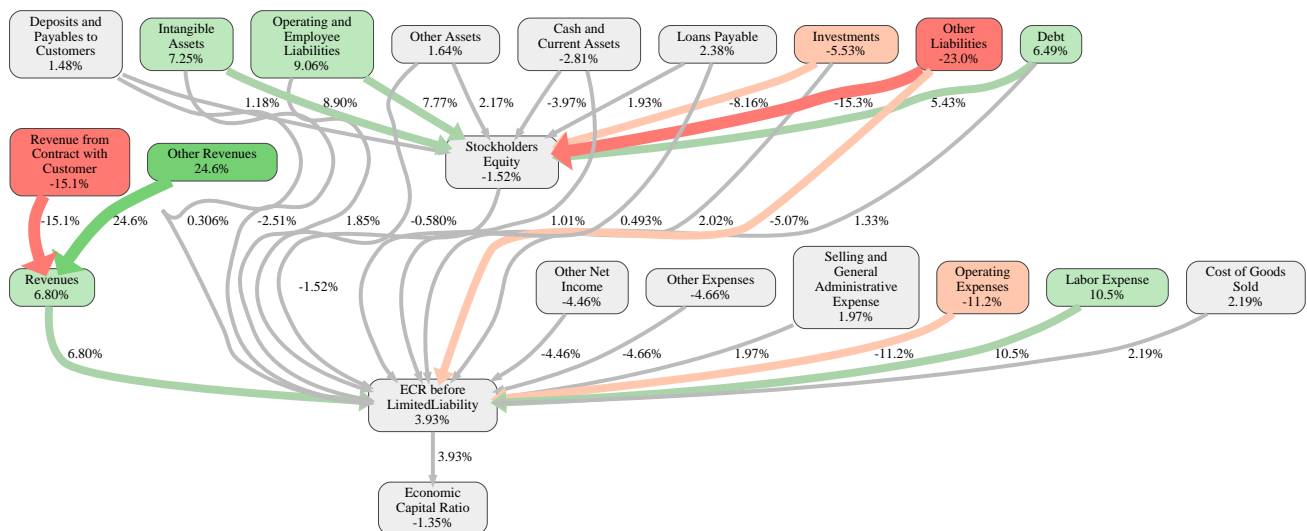 Deposits and
Payables to
Customers
1.48%
Intangible
Assets
7.25%
Operating and
Employee
Liabilities
9.06%
Other Assets
1.64%
Cash and
Current Assets
-2.81%
Loans Payable
2.38%
Investments
-5.53%
Other
Liabilities
-23.0%
Debt
6.49%
1.18%
8.90%
7.77%
2.17%
-3.97%
1.93%
-8.16%
-15.3%
5.43%
Revenue from
Contract with
Customer
-15.1%
Other Revenues
24.6%
Stockholders
Equity
-1.52%
-15.1%
24.6%
0.306%
-2.51%
1.85%
-0.580%
1.01%
0.493%
2.02%
-5.07%
1.33%
Revenues
6.80%
-1.52%
Other Net
Income
-4.46%
Other Expenses
-4.66%
Selling and
General
Administrative
Expense
1.97%
Operating
Expenses
-11.2%
Labor Expense
10.5%
Cost of Goods
Sold
2.19%
6.80%
-4.46%
-4.66%
1.97%
-11.2%
10.5%
2.19%
ECR before
LimitedLiability
3.93%
3.93%
Economic
Capital Ratio
-1.35%